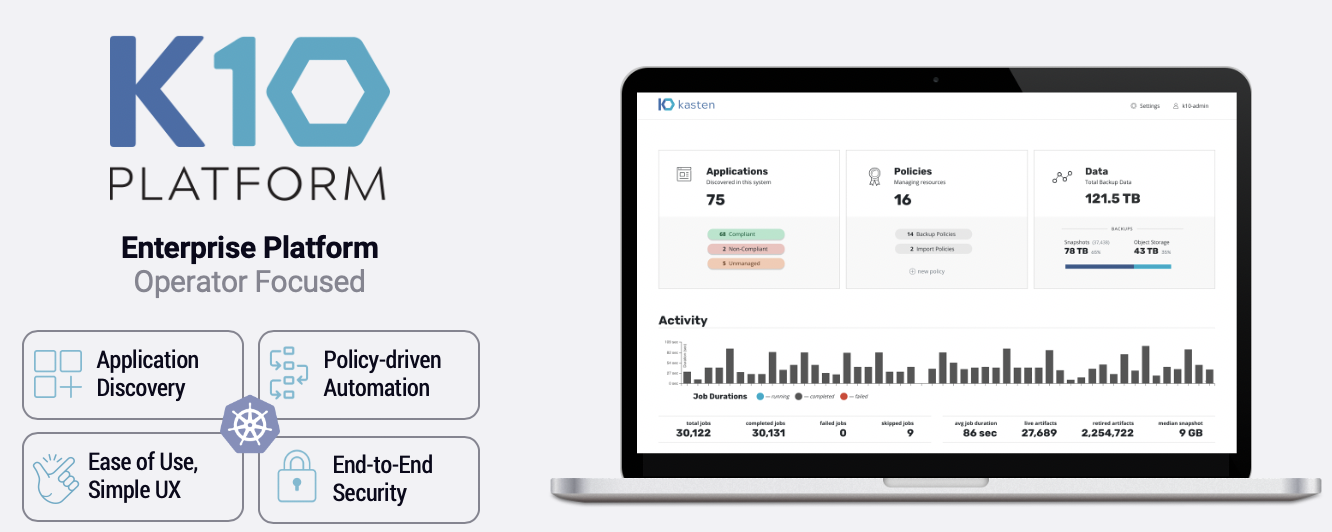 K10
PLATFORM
Enterprise Platform
Operator Focused
Application
Discovery
Policy-driven
Automation
Ease of Use,
Simple UX
End-to-End
Security
K10 kasten
Settings
k10-admin
Applications
Discovered in this system
75
68 Compliant
2 Non-Compliant
5 Unmanaged
Policies
Managing resources
16
14 Backup Policies
2 Import Policies
new policy
Data
Total Backup Data
121.5 TB
BACKUPS
Snapshots
Object Storage
78 TB 65%
43 TB 35%
Activity
Job Durations
running
completed
failed
total jobs
30,122
completed jobs
30,131
failed jobs
0
skipped jobs
9
avg job duration
86 sec
live artifacts
27,689
retired artifacts
2,254,722
median snapshot
9 GB